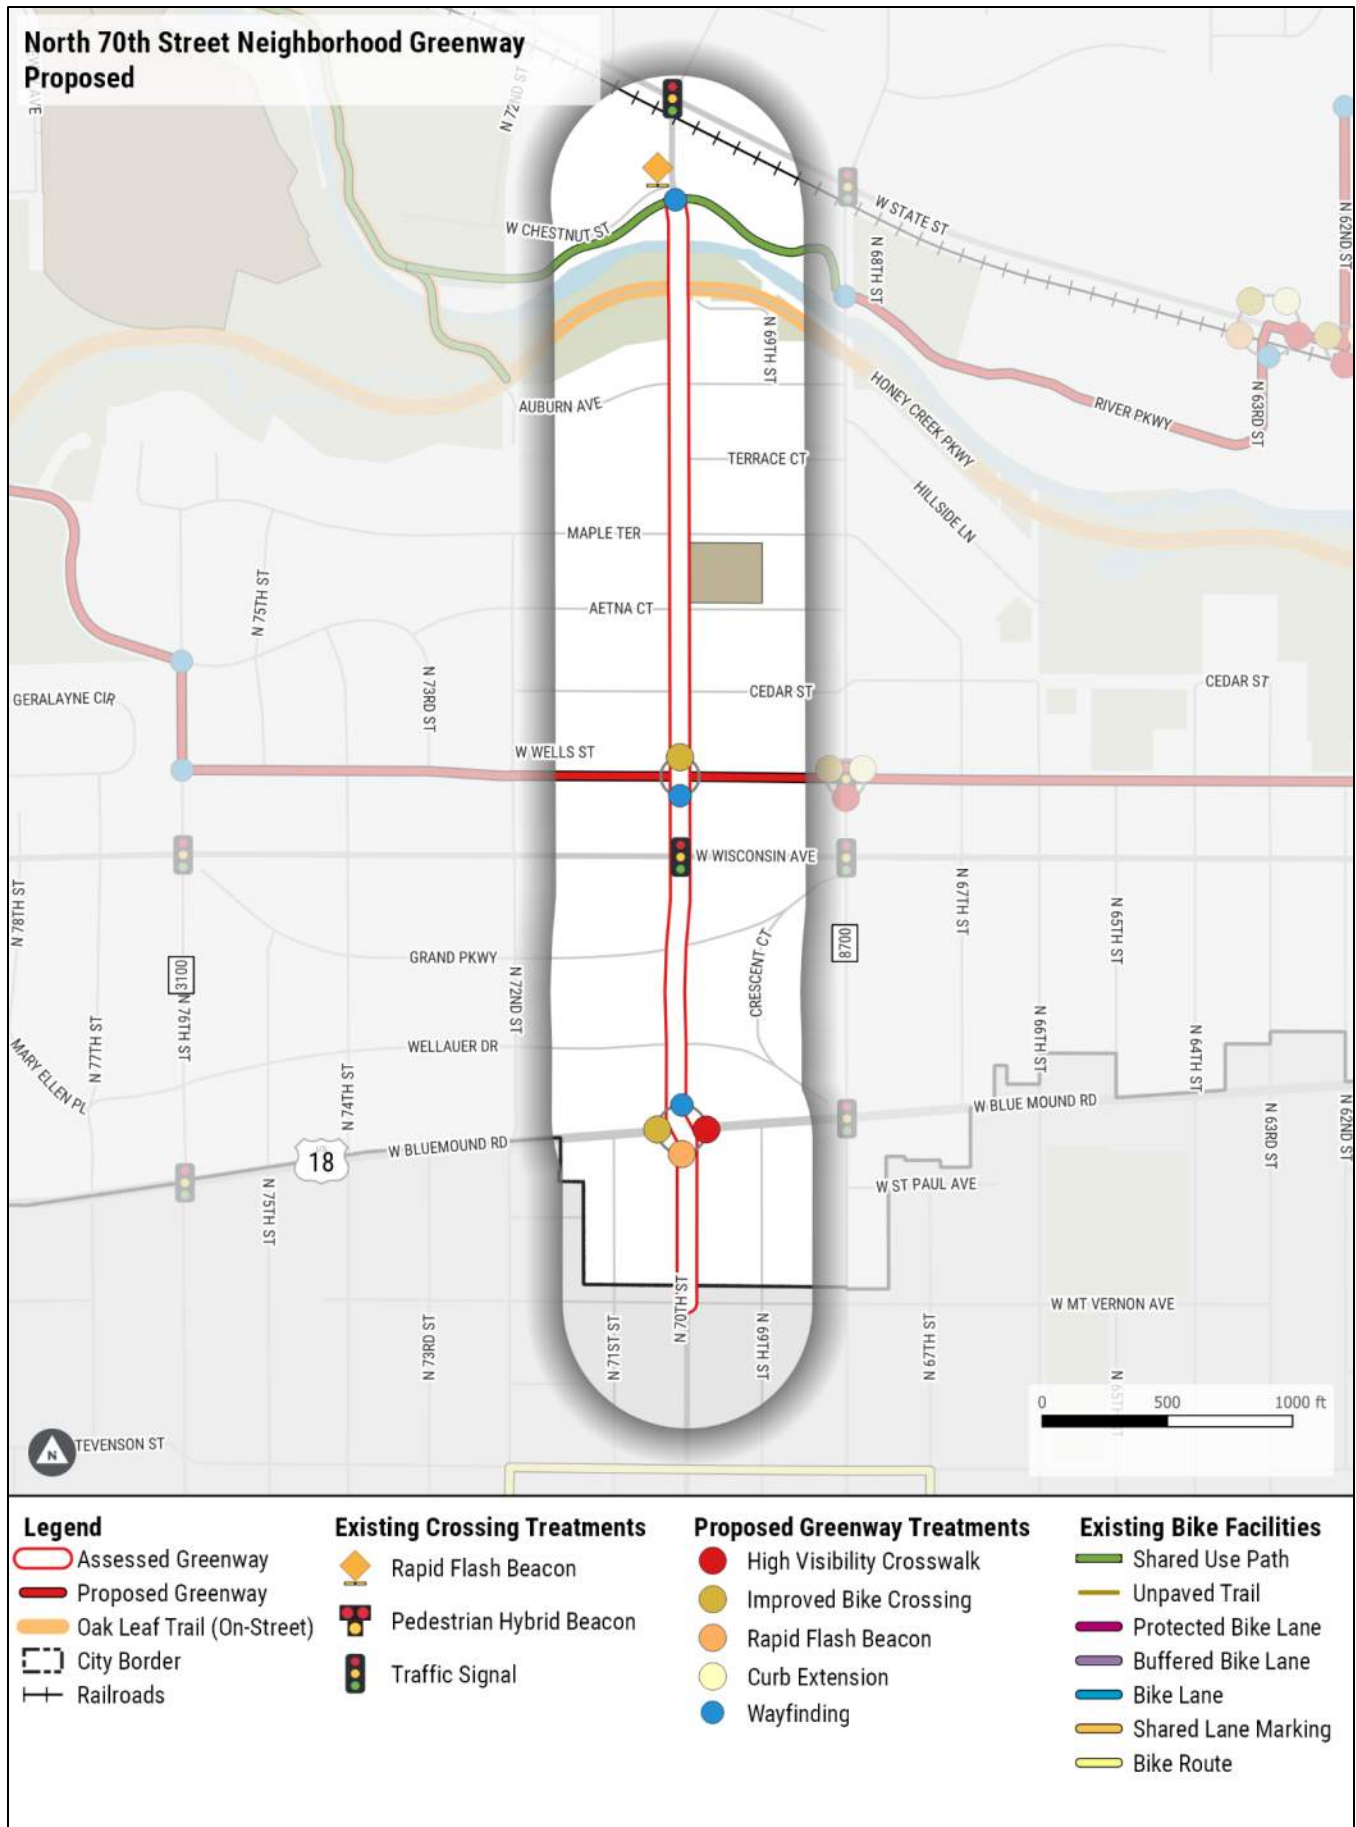 North 70th Street Neighborhood Greenway
Proposed
AVE
N 72ND ST
W CHESTNUT ST
W STATE ST
N 68TH ST
N 62ND ST
N 69TH ST
AUBURN AVE
HONEY CREEK PKWY
RIVER PKWY
N 63RD ST
TERRACE CT
HILLSIDE LN
MAPLE TER
N 75TH ST
AETNA CT
GERALAYNE CIR
N 73RD ST
CEDAR ST
CEDAR ST
W WELLS ST
W WISCONSIN AVE
N 78TH ST
N 67TH ST
N 65TH ST
8700
3100
GRAND PKWY
CRESCENT CT
N 72ND ST
N 76TH ST
N 77TH ST
MARY ELLEN PL
WELLAUER DR
N 74TH ST
N 66TH ST
N 64TH ST
W BLUE MOUND RD
N 63RD ST
N 62ND ST
W BLUEMOUND RD
18
N 75TH ST
W ST PAUL AVE
W MT VERNON AVE
N 73RD ST
N 71ST ST
N 70TH ST
N 69TH ST
N 67TH ST
N 65TH ST
0 500 1000 ft
N
TEVENSON ST
Legend
Assessed Greenway
Proposed Greenway
Oak Leaf Trail (On-Street)
City Border
Railroads
Existing Crossing Treatments
Rapid Flash Beacon
Pedestrian Hybrid Beacon
Traffic Signal
Proposed Greenway Treatments
High Visibility Crosswalk
Improved Bike Crossing
Rapid Flash Beacon
Curb Extension
Wayfinding
Existing Bike Facilities
Shared Use Path
Unpaved Trail
Protected Bike Lane
Buffered Bike Lane
Bike Lane
Shared Lane Marking
Bike Route